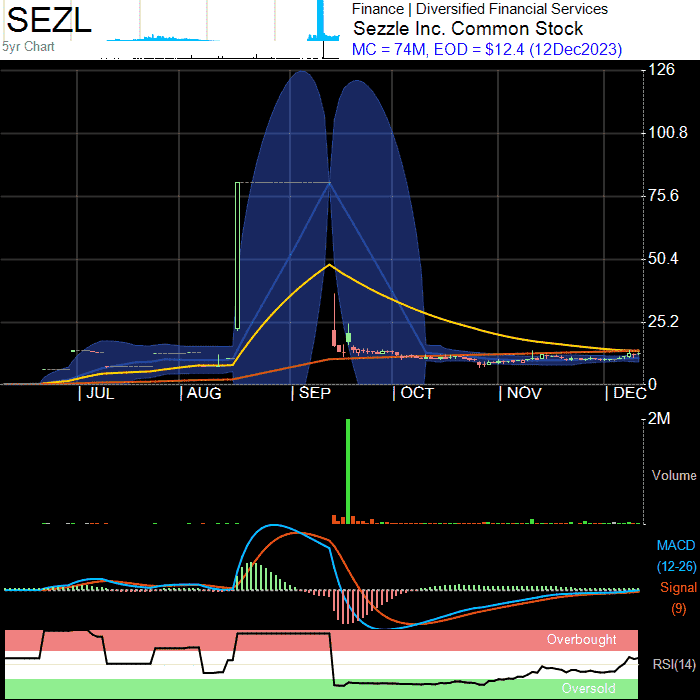 SEZL
5yr Chart
Finance | Diversified Financial Services
Sezzle Inc. Common Stock
MC = 74M, EOD = $12.4 (12Dec2023)
126
100.8
75.6
50.4
25.2
0
| JUL | AUG | SEP | OCT | NOV | DEC
2M
Volume
MACD
(12-26)
Signal
(9)
Overbought
RSI(14)
Oversold